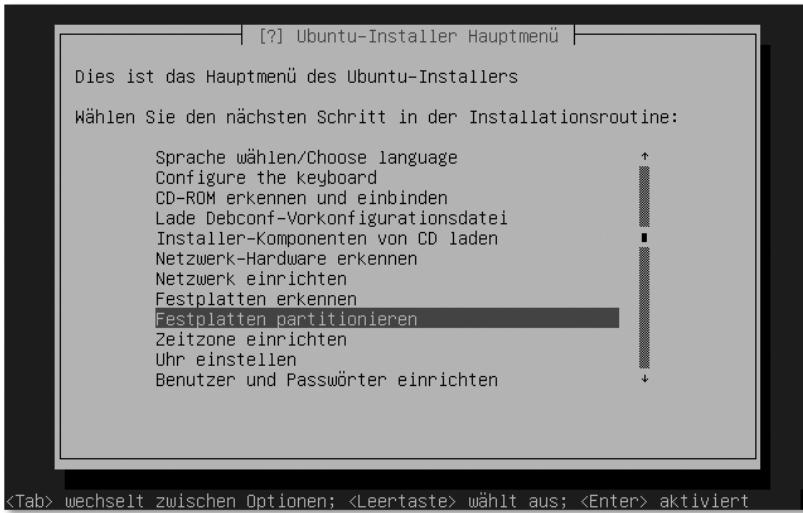 [?] Ubuntu-Installer Hauptmenü
Dies ist das Hauptmenü des Ubuntu-Installers
Wählen Sie den nächsten Schritt in der Installationsroutine:
Sprache wählen/Choose language
Configure the keyboard
CD-ROM erkennen und einbinden
Lade Debconf-Vorkonfigurationsdatei
Installer-Komponenten von CD laden
Netzwerk-Hardware erkennen
Netzwerk einrichten
Festplatten erkennen
Festplatten partitionieren
Zeitzone einrichten
Uhr einstellen
Benutzer und Passwörter einrichten
<Tab> wechselt zwischen Optionen; <Leertaste> wählt aus; <Enter> aktiviert